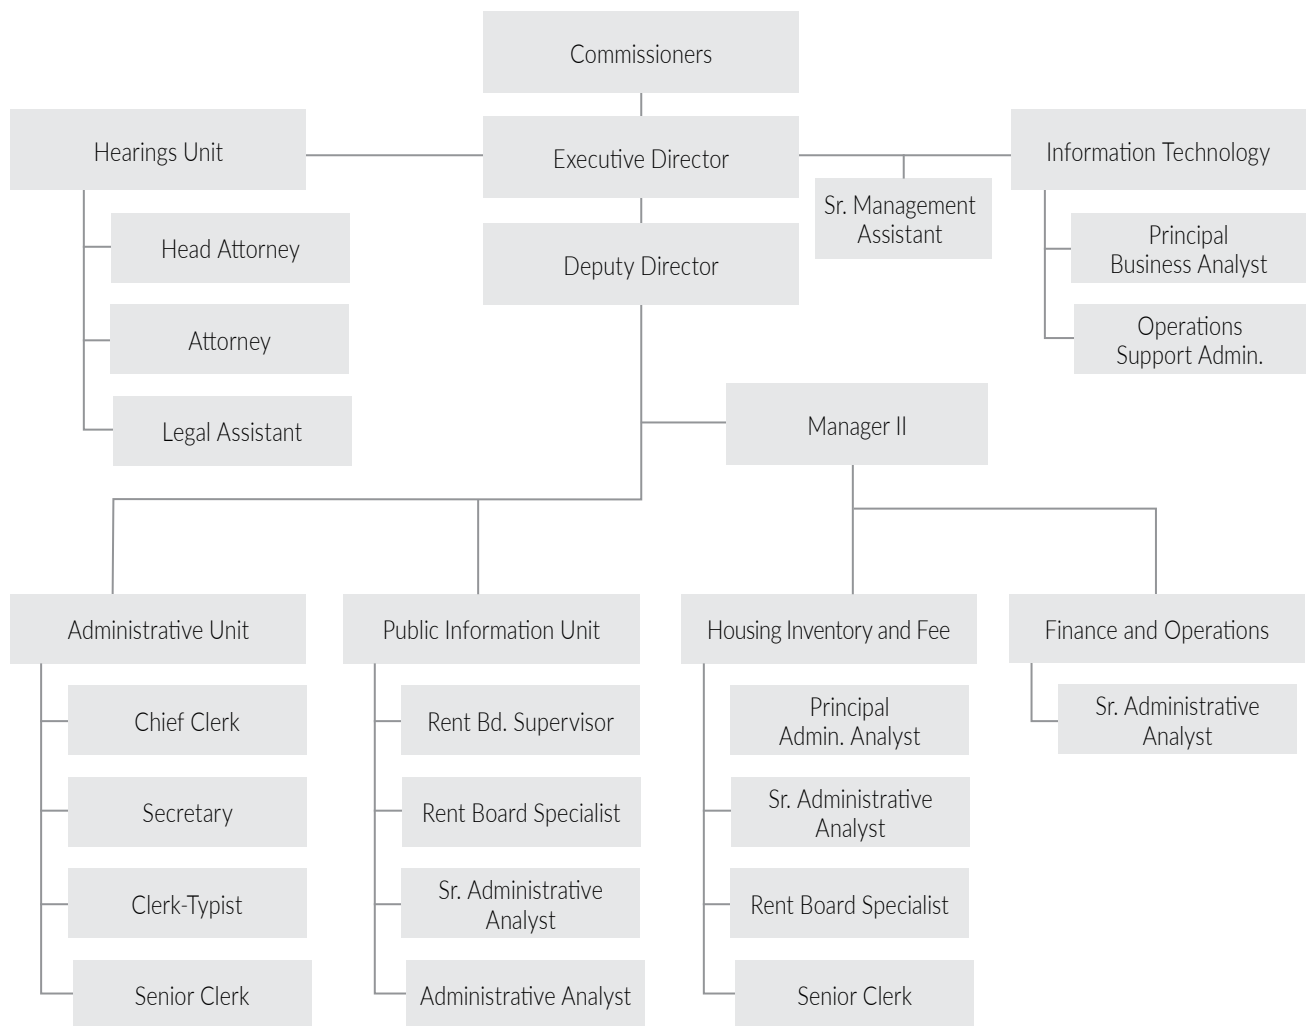 Commissioners
Hearings Unit
Executive Director
Information Technology
Sr. Management
Assistant
Head Attorney
Deputy Director
Principal
Business Analyst
Attorney
Operations
Support Admin.
Legal Assistant
Manager II
Administrative Unit
Public Information Unit
Housing Inventory and Fee
Finance and Operations
Chief Clerk
Secretary
Clerk-Typist
Senior Clerk
Rent Bd. Supervisor
Rent Board Specialist
Sr. Administrative
Analyst
Administrative Analyst
Principal
Admin. Analyst
Sr. Administrative
Analyst
Rent Board Specialist
Senior Clerk
Sr. Administrative
Analyst